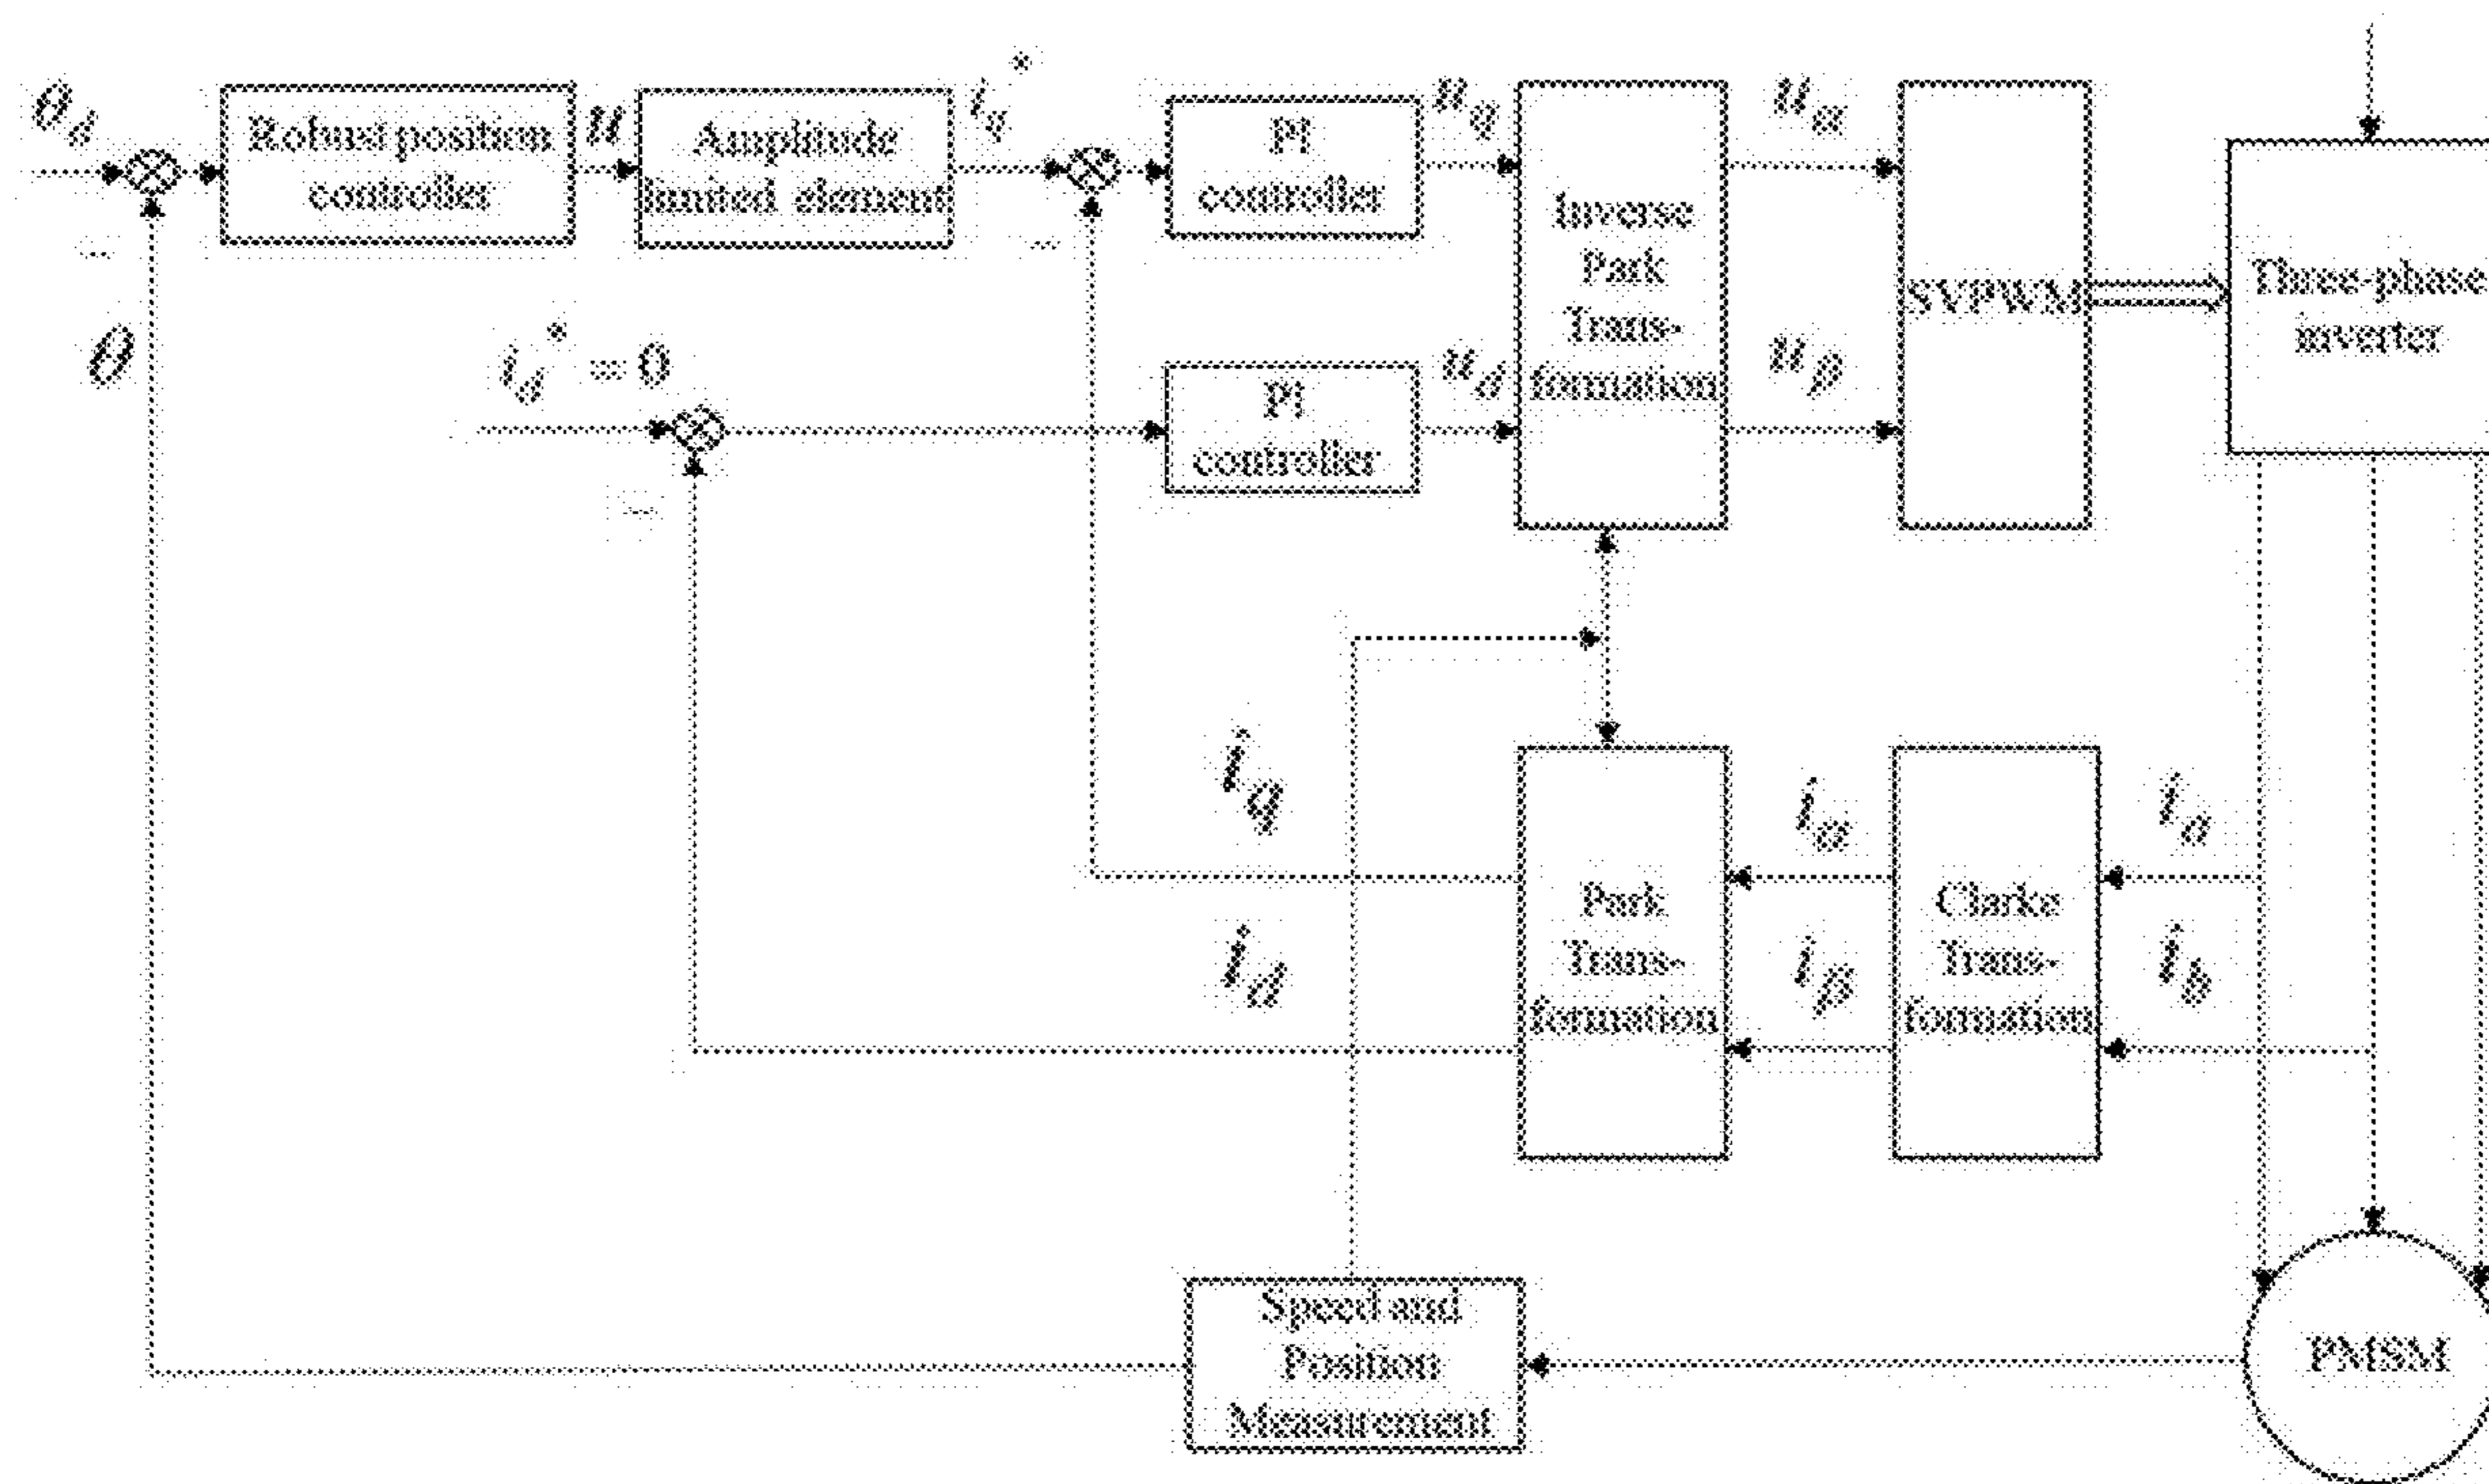 θd
Robust position
controller
u
Amplitude
limited element
iq*
PI
controller
uq
Inverse
Park
Trans-
formation
uα
SVPWM
Three-phase
inverter
−
−
θ
id* = 0
PI
controller
ud
uβ
−
iq
id
Park
Trans-
formation
iα
iβ
Clarke
Trans-
formation
ia
ib
Speed and
Position
Measurement
PMSM